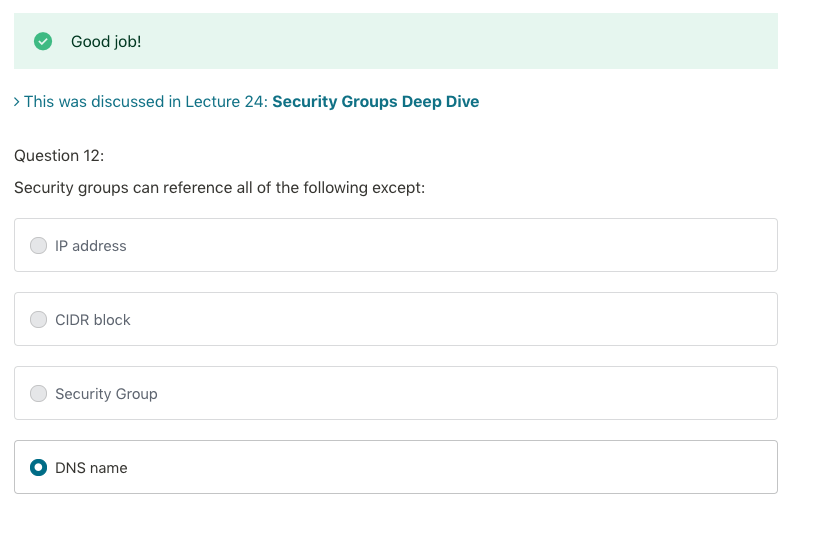 Good job!
This was discussed in Lecture 24: Security Groups Deep Dive
Question 12:
Security groups can reference all of the following except:
IP address
CIDR block
Security Group
DNS name